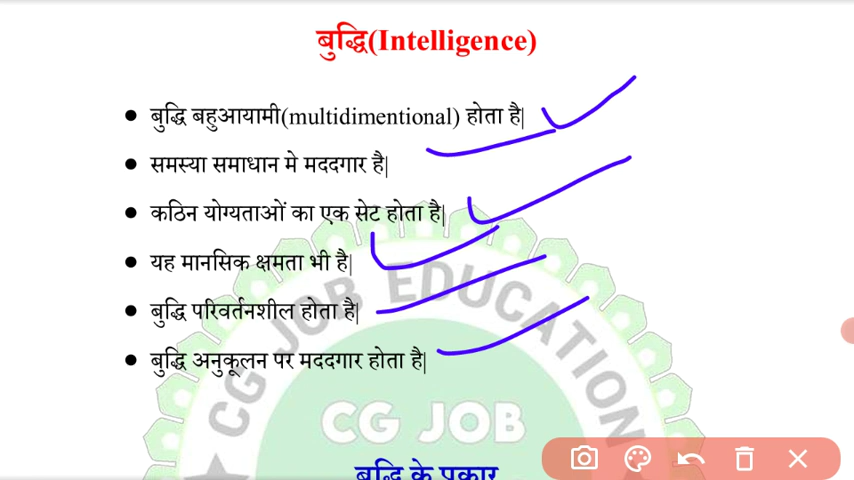 बुद्धि(Intelligence)
बुद्धि बहुआयामी(multidimentional) होता है|
समस्या समाधान मे मददगार है|
कठिन योग्यताओं का एक सेट होता है|
यह मानसिक क्षमता भी है|
बुद्धि परिवर्तनशील होता है|
बुद्धि अनुकूलन पर मददगार होता है|
CG JOB EDUCATION
CG JOB
बुद्धि के प्रकार